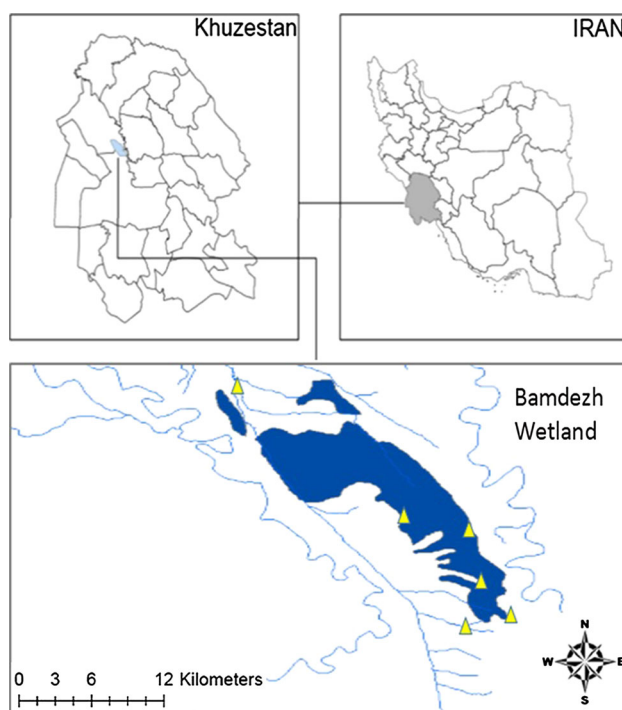 Khuzestan
IRAN
Bamdezh
Wetland
N
W E
S
0 3 6 12 Kilometers